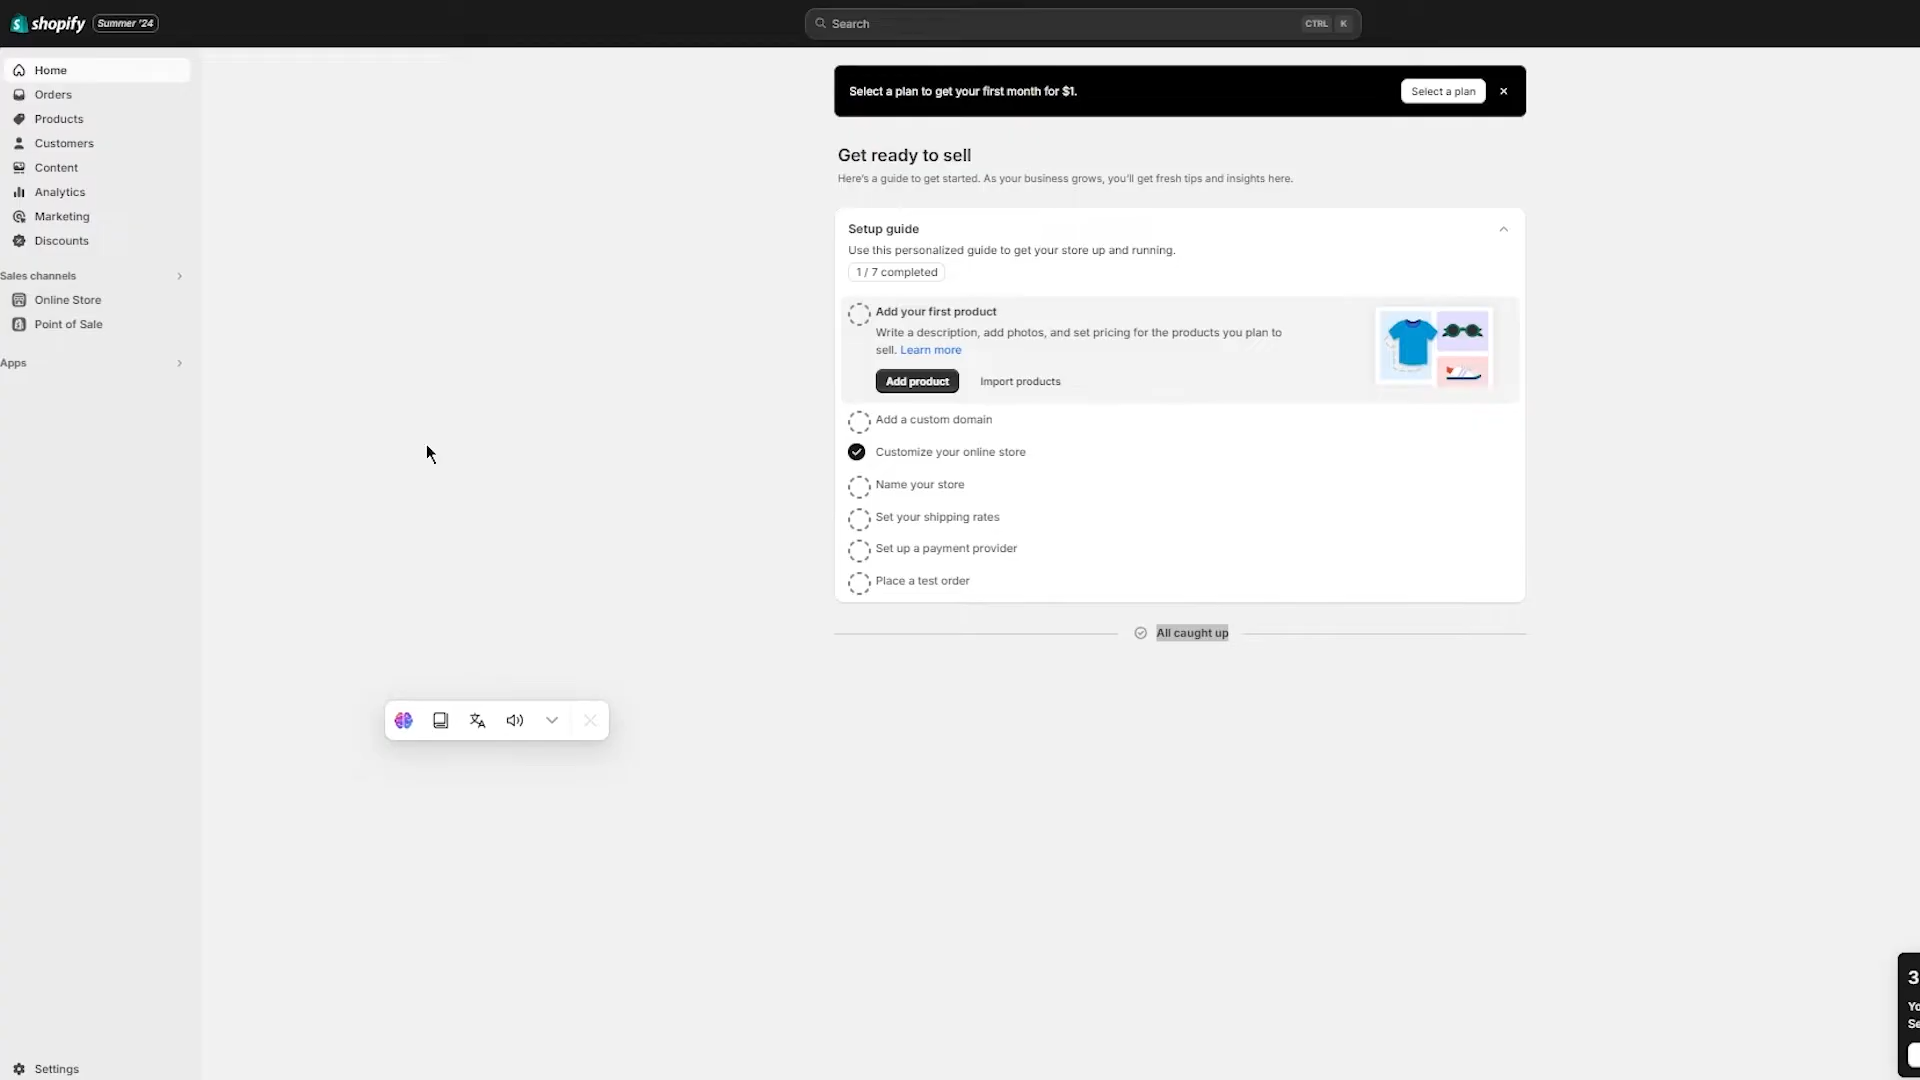 shopify Summer '24
Search CTRL K
Home
Orders
Products
Customers
Content
Analytics
Marketing
Discounts
Sales channels
Online Store
Point of Sale
Apps
Settings
Select a plan to get your first month for $1. Select a plan
Get ready to sell
Here's a guide to get started. As your business grows, you'll get fresh tips and insights here.
Setup guide
Use this personalized guide to get your store up and running.
1 / 7 completed
Add your first product
Write a description, add photos, and set pricing for the products you plan to
sell. Learn more
Add product Import products
Add a custom domain
Customize your online store
Name your store
Set your shipping rates
Set up a payment provider
Place a test order
All caught up
3
Yo
Se